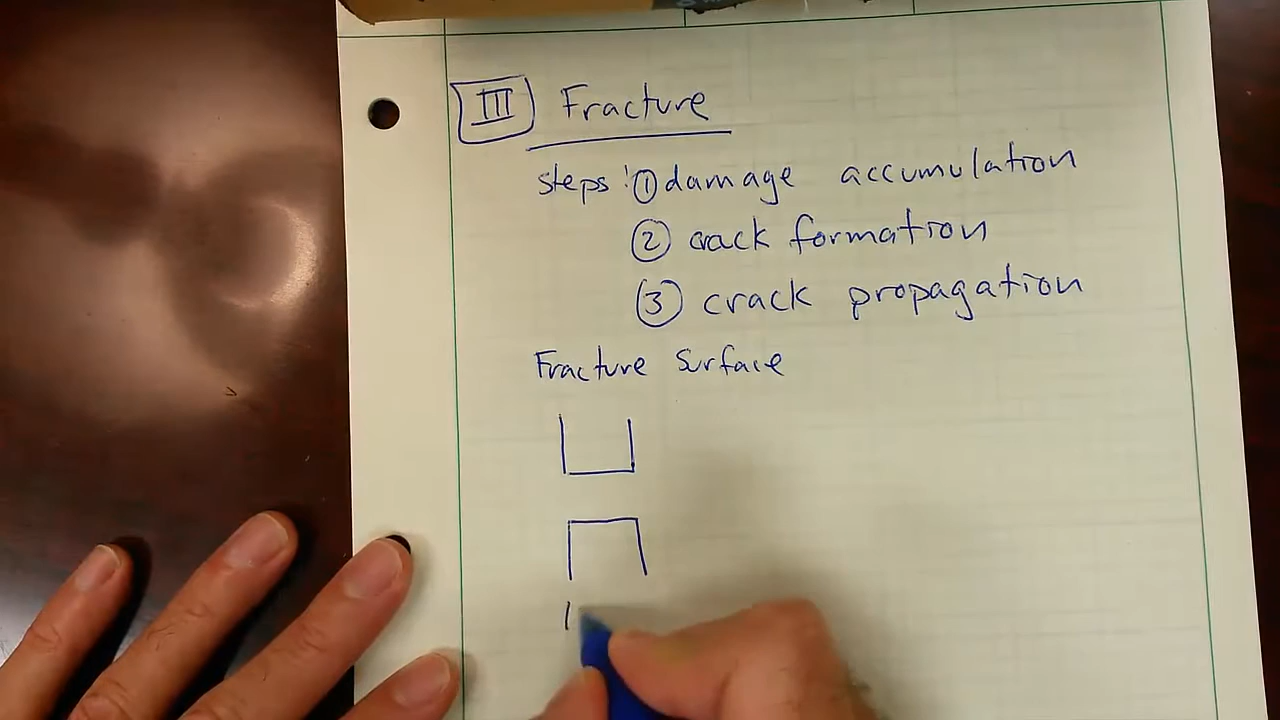 III Fracture
steps: ① damage accumulation
② crack formation
③ crack propagation
Fracture Surface